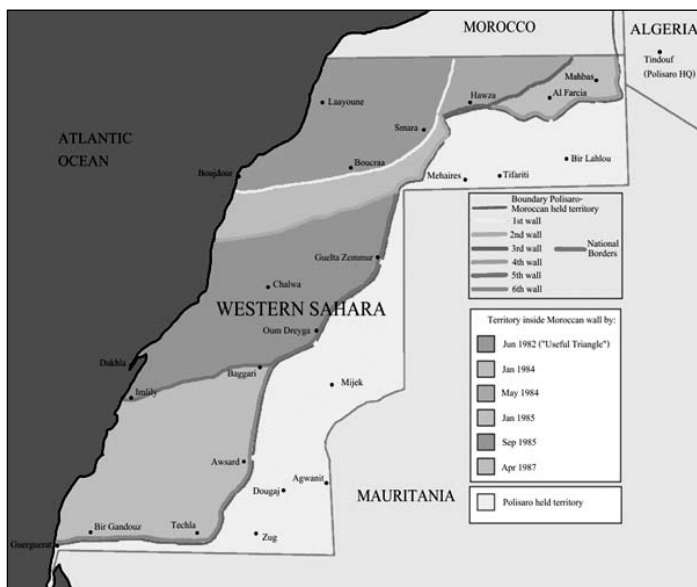 MOROCCO
ALGERIA
Tindouf
(Polisaro HQ)
Mahbas
Hawza
Al Farcia
Laayoune
Smara
ATLANTIC
OCEAN
Boucraa
Boujdour
Bir Lahlou
Mehaires
Tifariti
Boundary Polisaro-
Moroccan held territory
1st wall
2nd wall
3rd wall
4th wall
5th wall
6th wall
National
Borders
Guelta Zemmur
Chalwa
WESTERN SAHARA
Oum Dreyga
Territory inside Moroccan wall by:
Jun 1982 ("Useful Triangle")
Jan 1984
May 1984
Jan 1985
Sep 1985
Apr 1987
Polisaro held territory
Dakhla
Baggari
Mijek
Imlily
Awsard
Agwanit
Dougaj
MAURITANIA
Bir Gandouz
Techla
Zug
Guerguerat